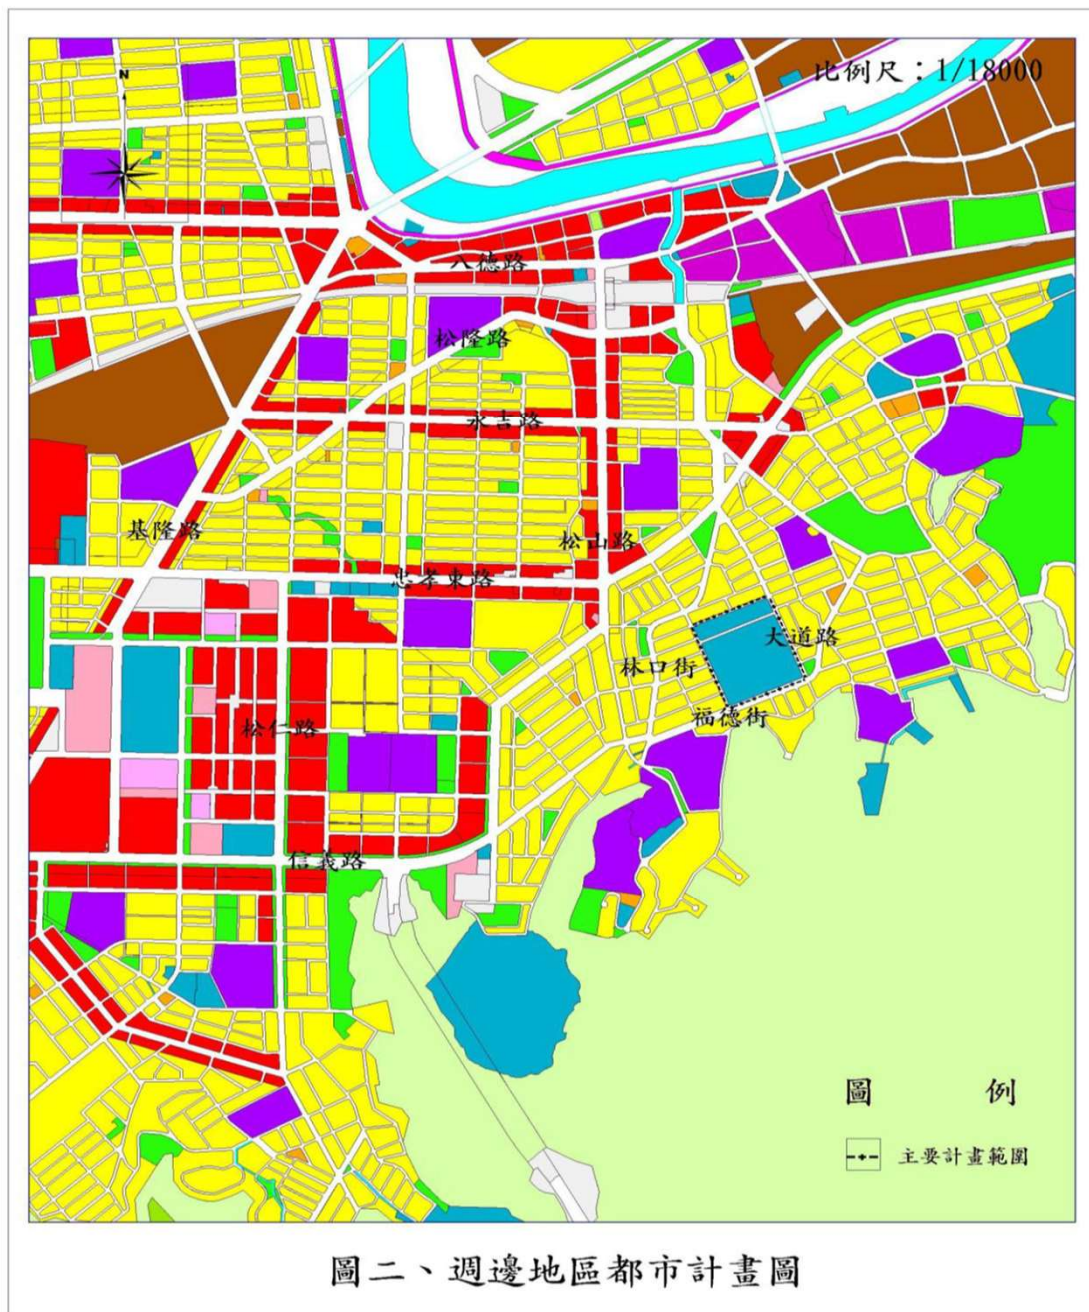 N
比例尺：1/18000
八德路
松隆路
永吉路
基隆路
松山路
忠孝東路
大道路
林口街
福德街
松仁路
信義路
圖 例
主要計畫範圍
圖二、週邊地區都市計畫圖